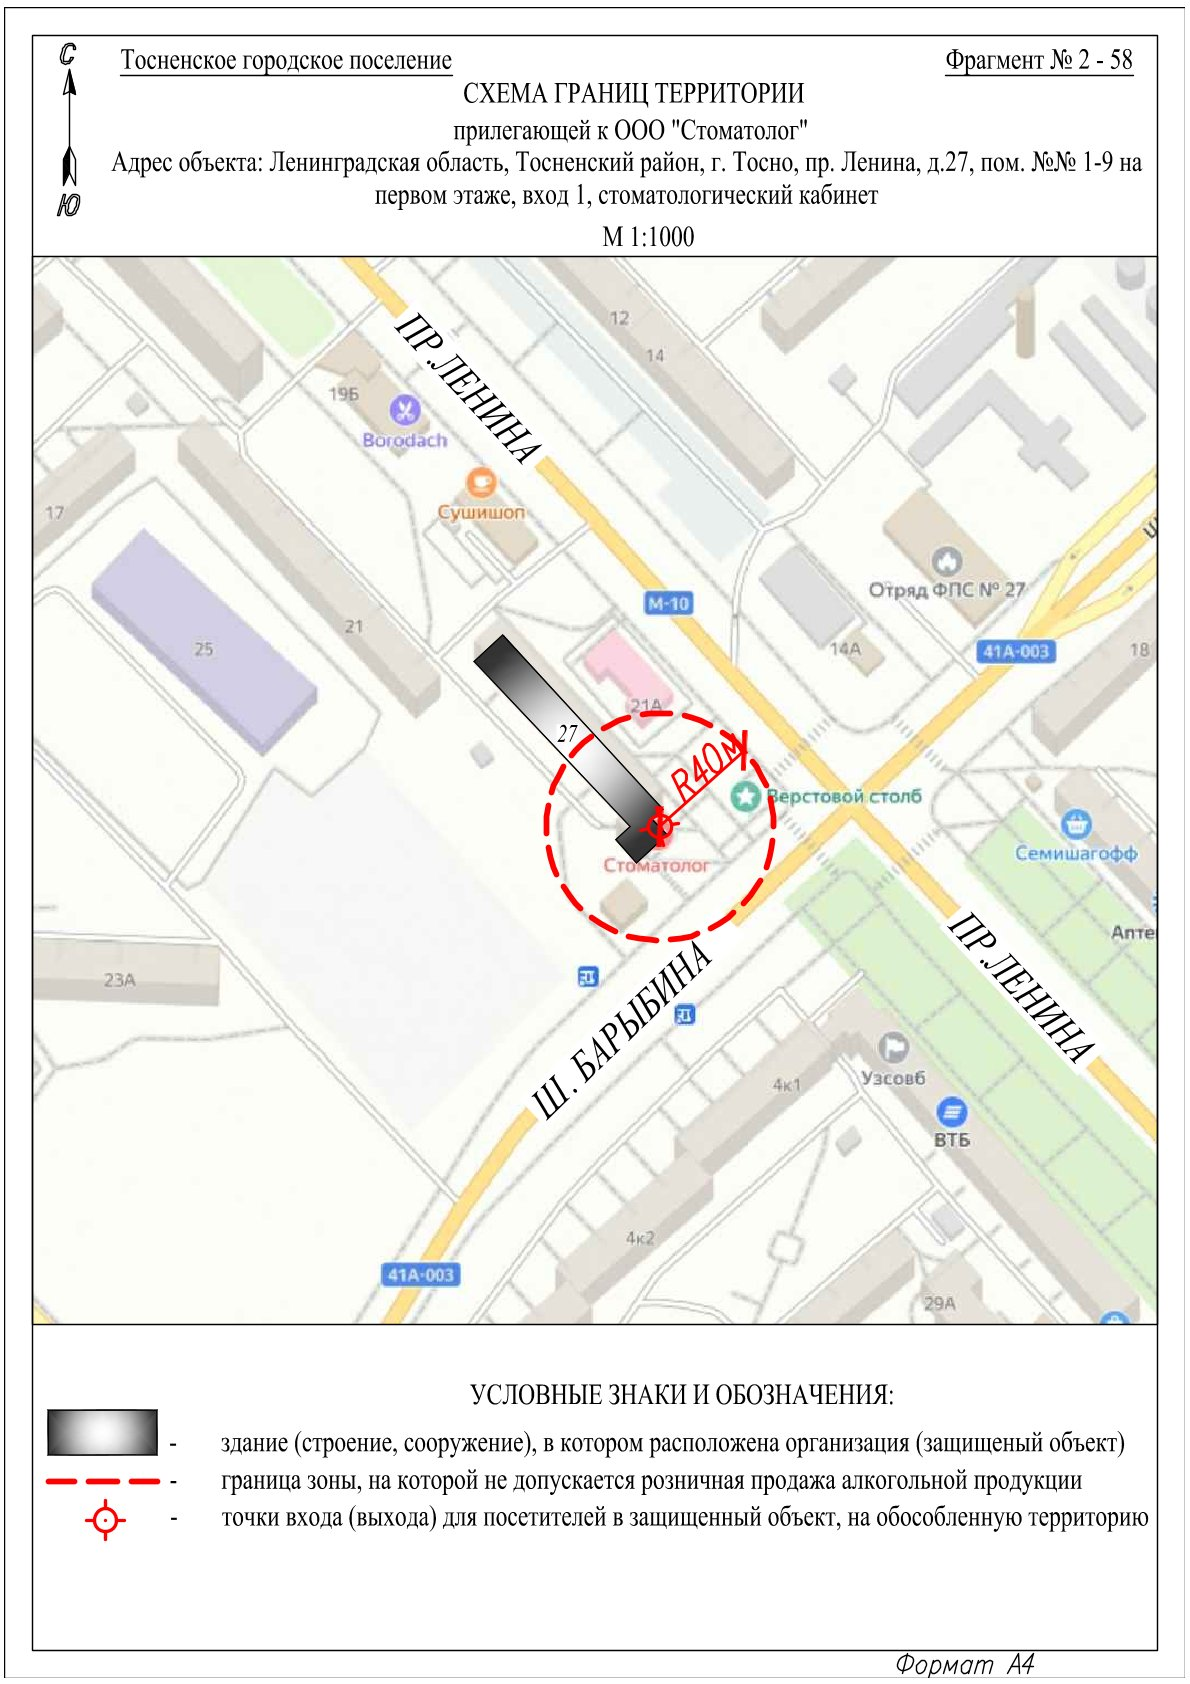 С
Ю
Тосненское городское поселение
Фрагмент № 2 - 58
СХЕМА ГРАНИЦ ТЕРРИТОРИИ
прилегающей к ООО "Стоматолог"
Адрес объекта: Ленинградская область, Тосненский район, г. Тосно, пр. Ленина, д.27, пом. №№ 1-9 на
первом этаже, вход 1, стоматологический кабинет
М 1:1000
12
14
ПР.ЛЕНИНА
19Б
Borodach
Сушишоп
17
Отряд ФПС № 27
М-10
21
25
14А
41А-003
18
21А
27
R40м
Верстовой столб
Стоматолог
Семишагофф
Апте
ПР.ЛЕНИНА
23А
Ш. БАРЫБИНА
4к1
Узсовб
ВТБ
4к2
41А-003
29А
УСЛОВНЫЕ ЗНАКИ И ОБОЗНАЧЕНИЯ:
- здание (строение, сооружение), в котором расположена организация (защищеный объект)
- граница зоны, на которой не допускается розничная продажа алкогольной продукции
- точки входа (выхода) для посетителей в защищенный объект, на обособленную территорию
Формат А4